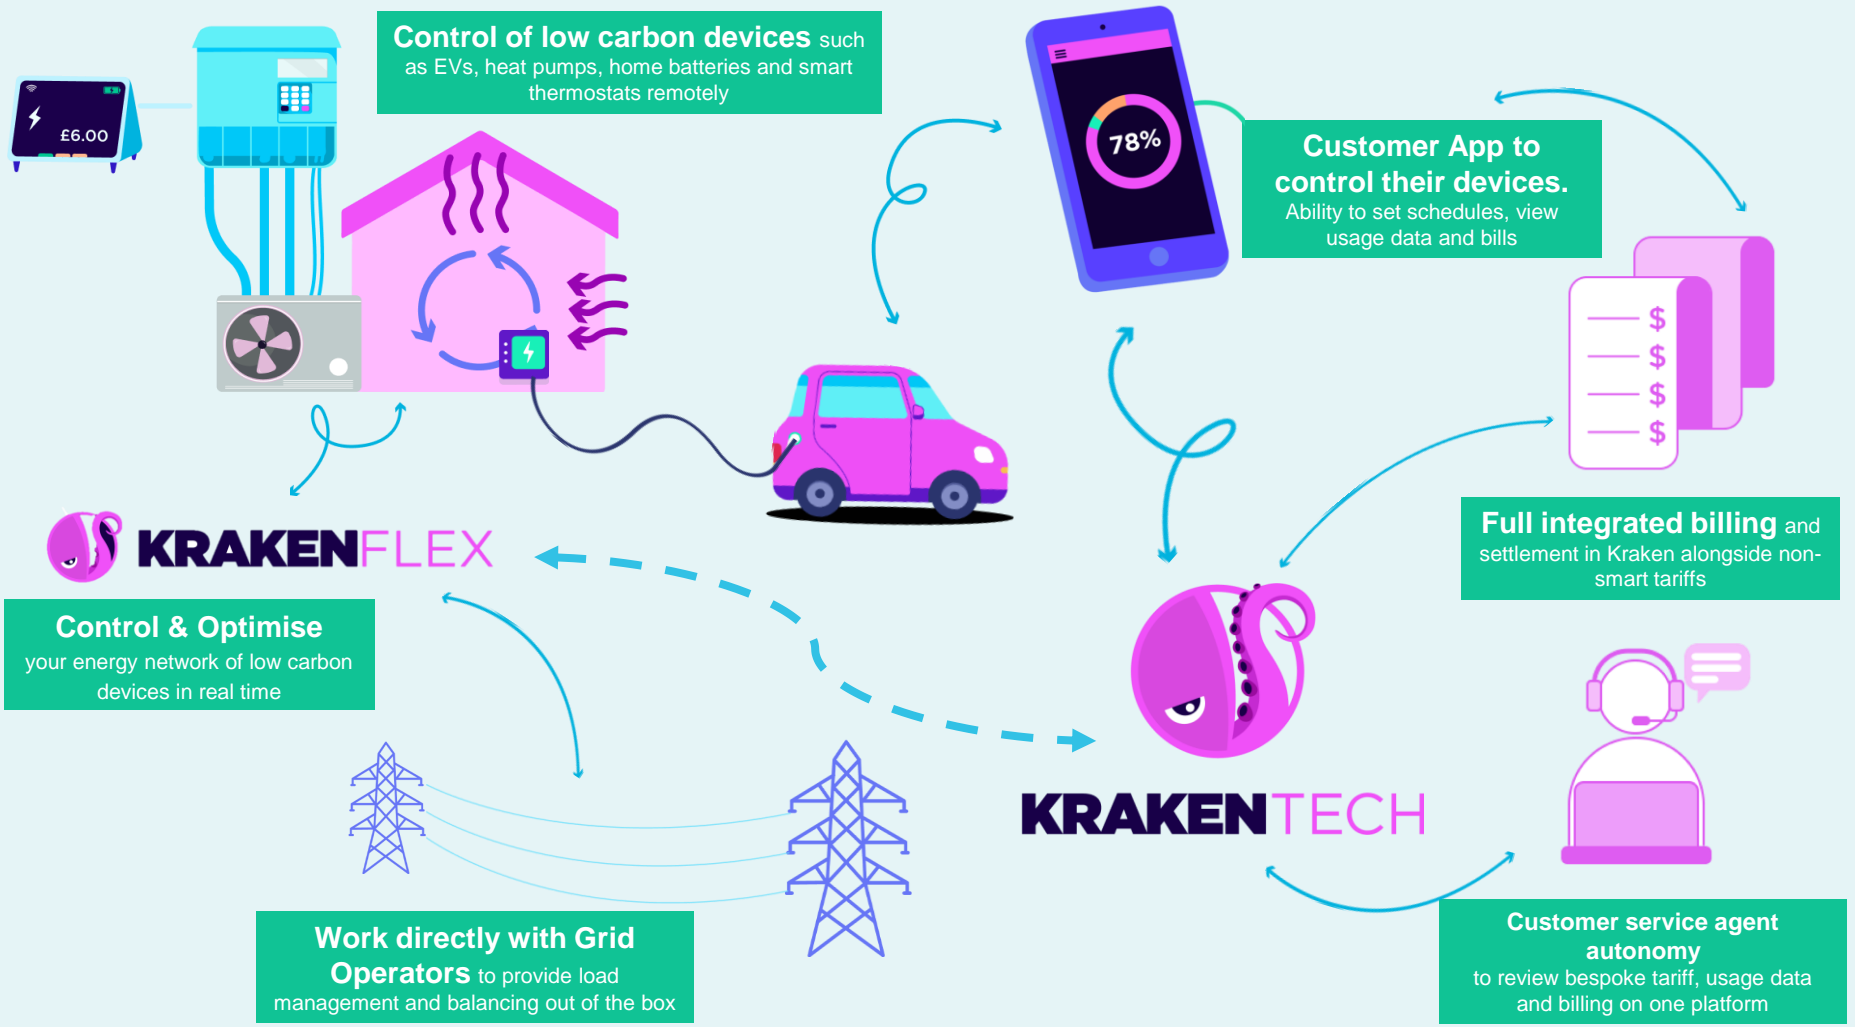 Control of low carbon devices such
as EVs, heat pumps, home batteries and smart
thermostats remotely
£6.00
78%
Customer App to
control their devices.
Ability to set schedules, view
usage data and bills
$
$
$
$
KRAKENFLEX
Control & Optimise
your energy network of low carbon
devices in real time
Full integrated billing and
settlement in Kraken alongside non-
smart tariffs
KRAKENTECH
Work directly with Grid
Operators to provide load
management and balancing out of the box
Customer service agent
autonomy
to review bespoke tariff, usage data
and billing on one platform